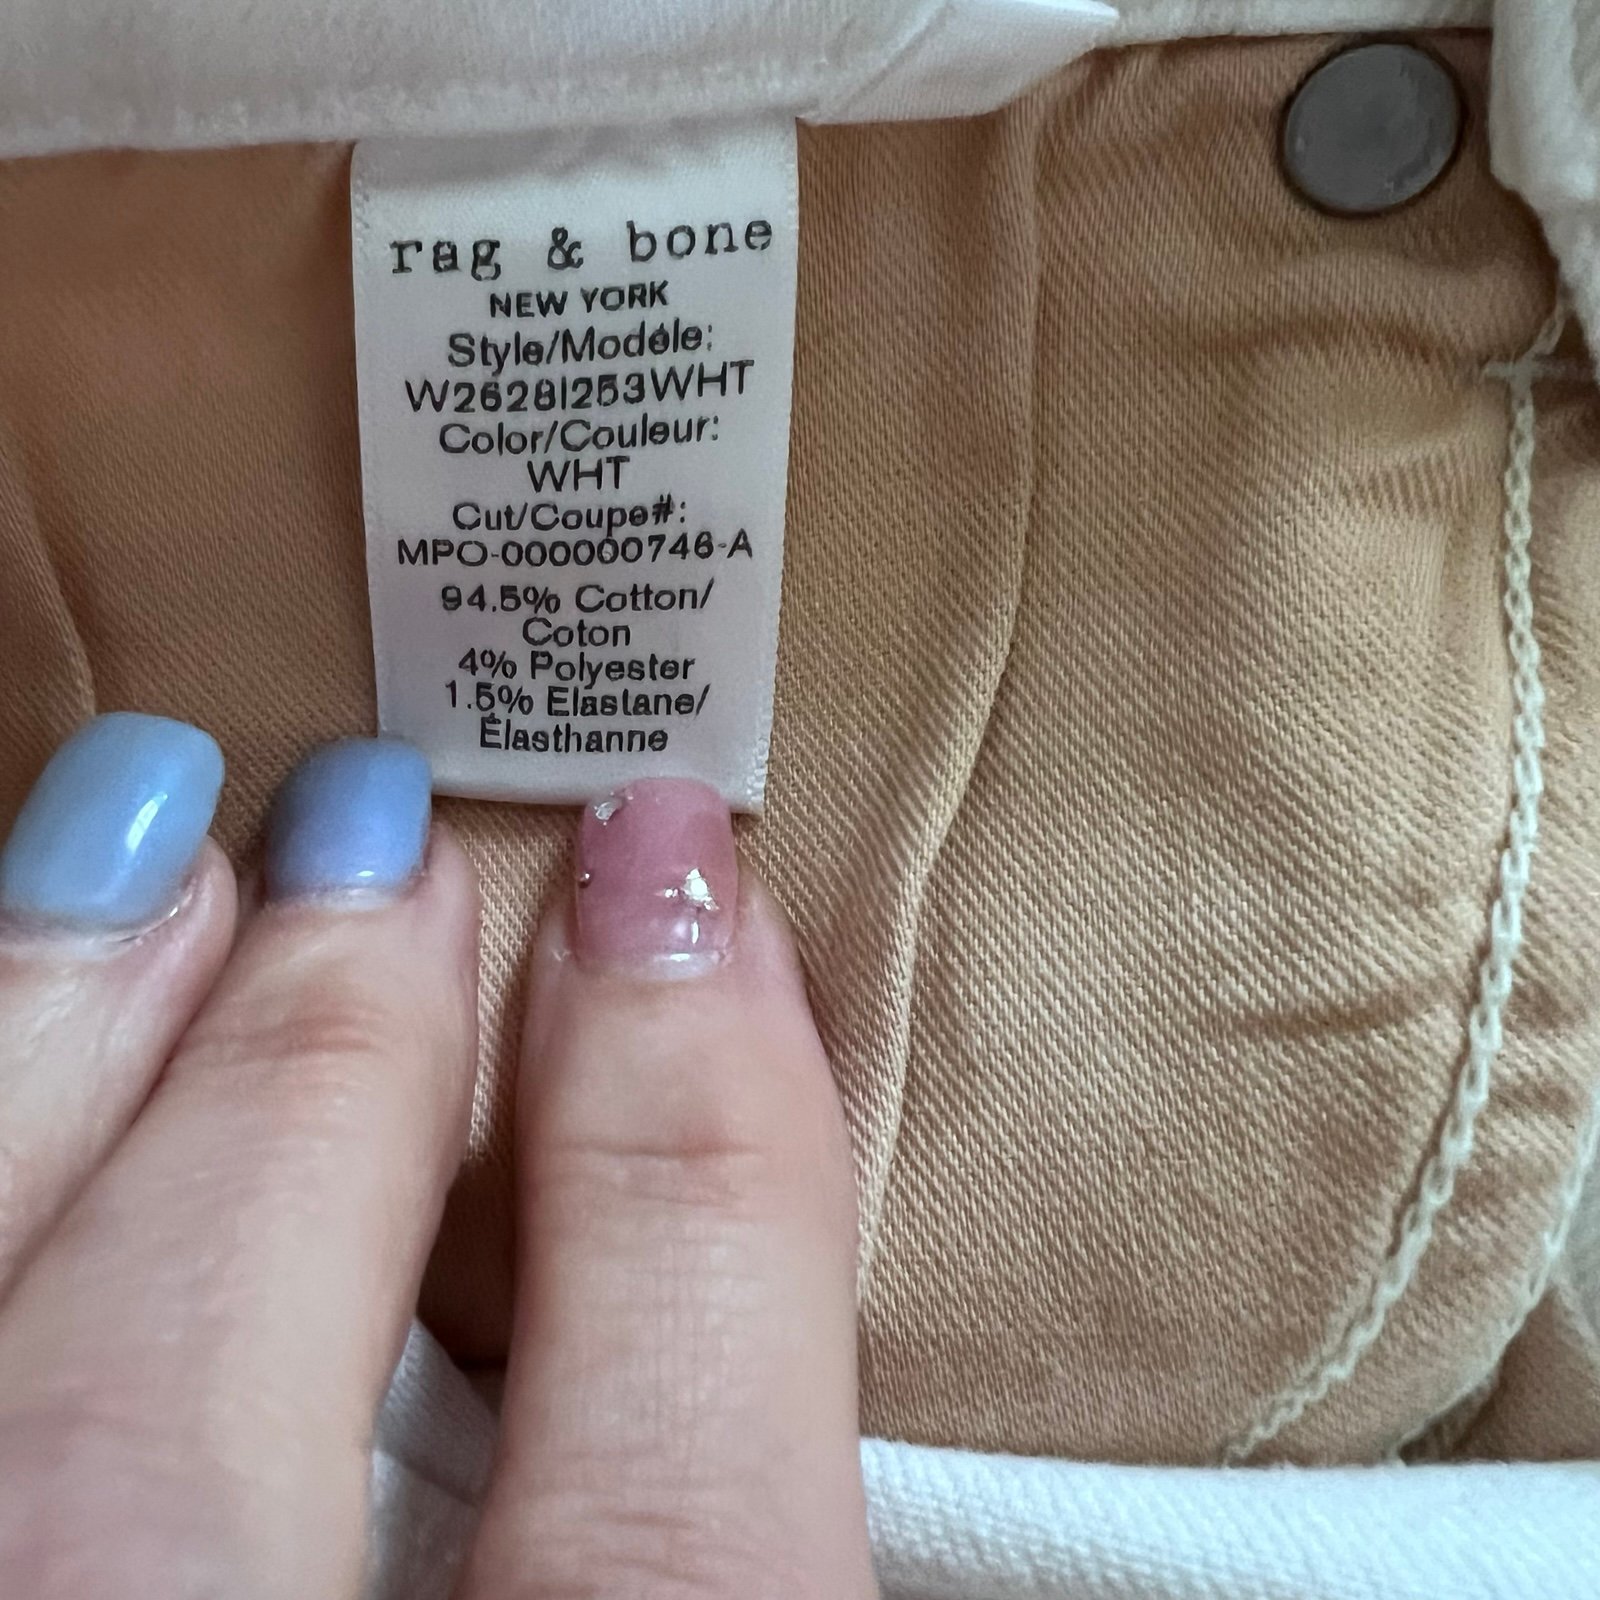 rag & bone
NEW YORK
Style/Modéle:
W2628I253WHT
Color/Couleur:
WHT
Cut/Coupe#:
MPO-000000746-A
94.5% Cotton/
Coton
4% Polyester
1.5% Elastane/
Élasthanne